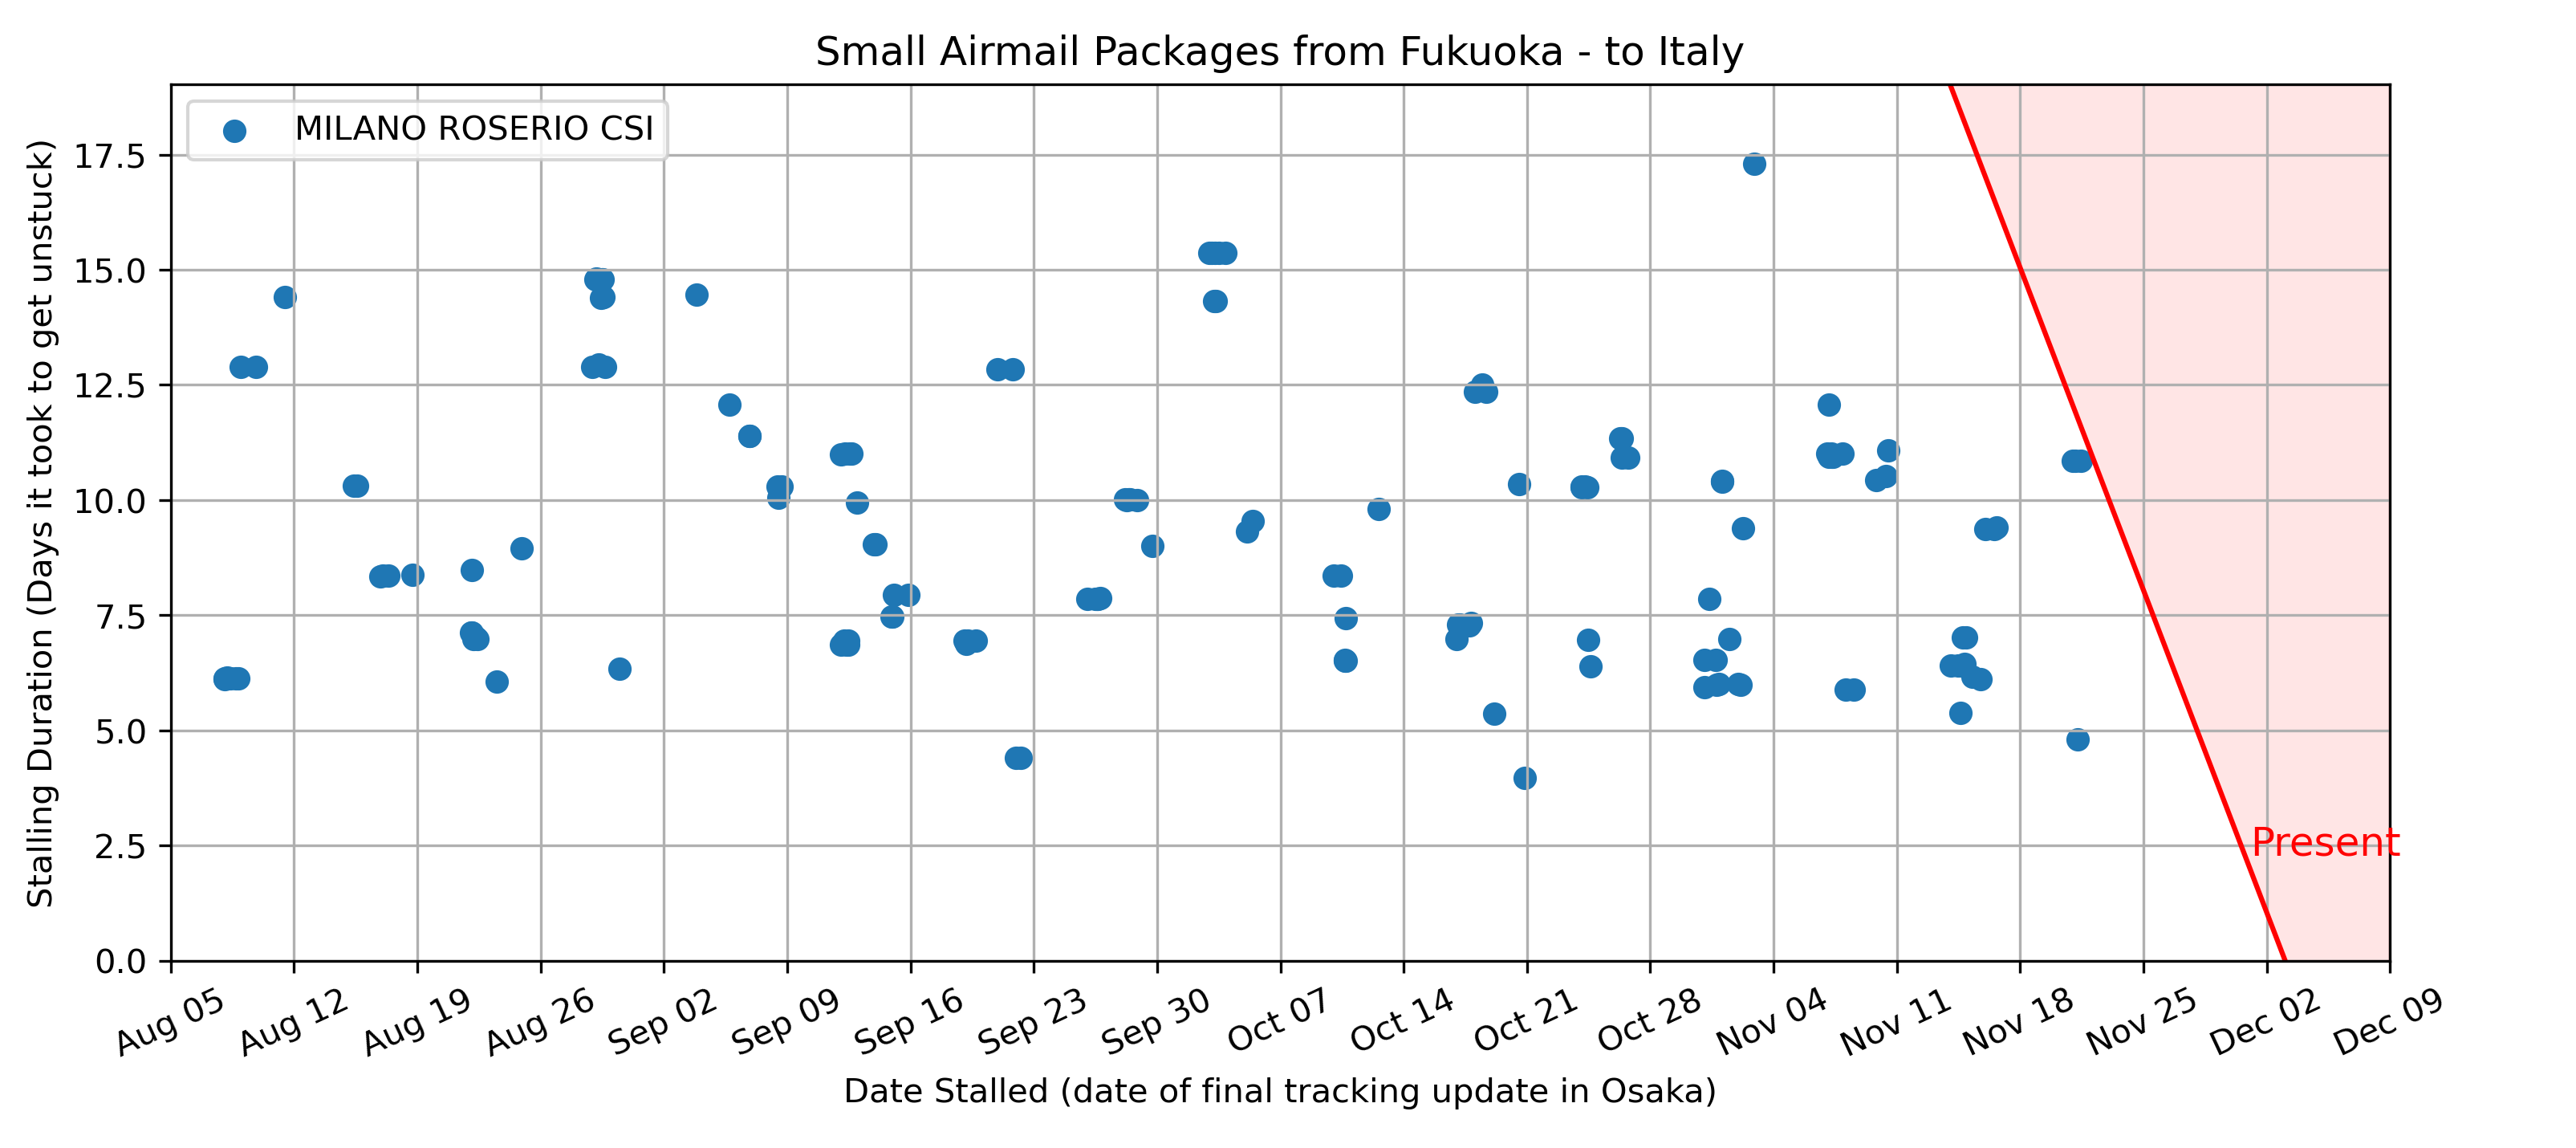 Small Airmail Packages from Fukuoka - to Italy
MILANO ROSERIO CSI
Stalling Duration (Days it took to get unstuck)
17.5
15.0
12.5
10.0
7.5
5.0
2.5
0.0
Present
Aug 05 Aug 12 Aug 19 Aug 26 Sep 02 Sep 09 Sep 16 Sep 23 Sep 30 Oct 07 Oct 14 Oct 21 Oct 28 Nov 04 Nov 11 Nov 18 Nov 25 Dec 02 Dec 09
Date Stalled (date of final tracking update in Osaka)